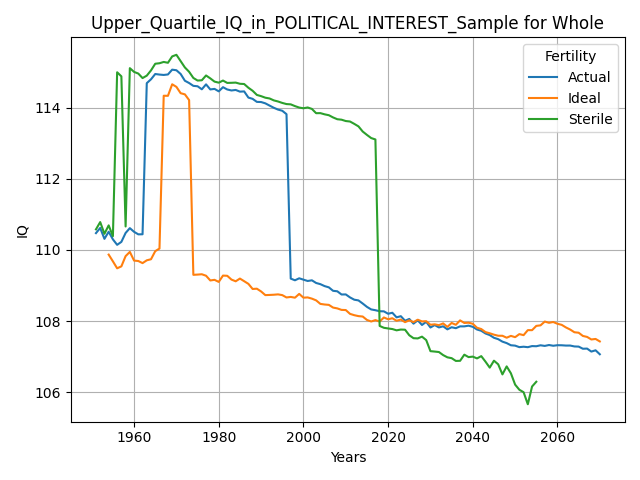 Upper_Quartile_IQ_in_POLITICAL_INTEREST_Sample for Whole
Fertility
Actual
Ideal
Sterile
IQ
114
112
110
108
106
1960
1980
2000
2020
2040
2060
Years